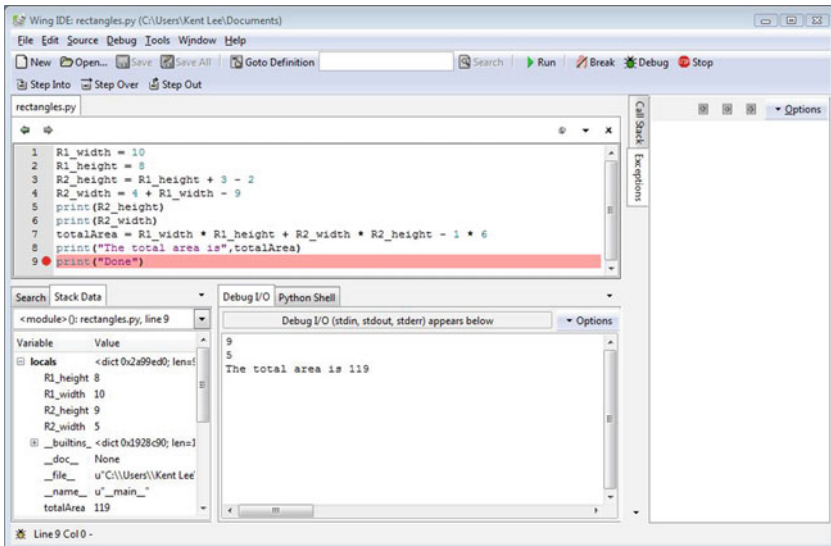 Wing IDE: rectangles.py (C:\Users\Kent Lee\Documents)
File Edit Source Debug Tools Window Help
New Open... Save Save All Goto Definition Search Run Break Debug Stop
Step Into Step Over Step Out
rectangles.py
1 R1_width = 10
2 R1_height = 8
3 R2_height = R1_height + 3 - 2
4 R2_width = 4 + R1_width - 9
5 print(R2_height)
6 print(R2_width)
7 totalArea = R1_width * R1_height + R2_width * R2_height - 1 * 6
8 print("The total area is",totalArea)
9 print("Done")
Call Stack
Exceptions
Options
Search Stack Data
<module>(): rectangles.py, line 9
Variable Value
locals <dict 0x2a99ed0; len=
R1_height 8
R1_width 10
R2_height 9
R2_width 5
__builtins_ <dict 0x1928c90; len=1
__doc__ None
__file__ u"C:\\Users\\Kent Lee
__name__ u"__main__"
totalArea 119
Debug I/O Python Shell
Debug I/O (stdin, stdout, stderr) appears below
Options
9
5
The total area is 119
Line 9 Col 0 -